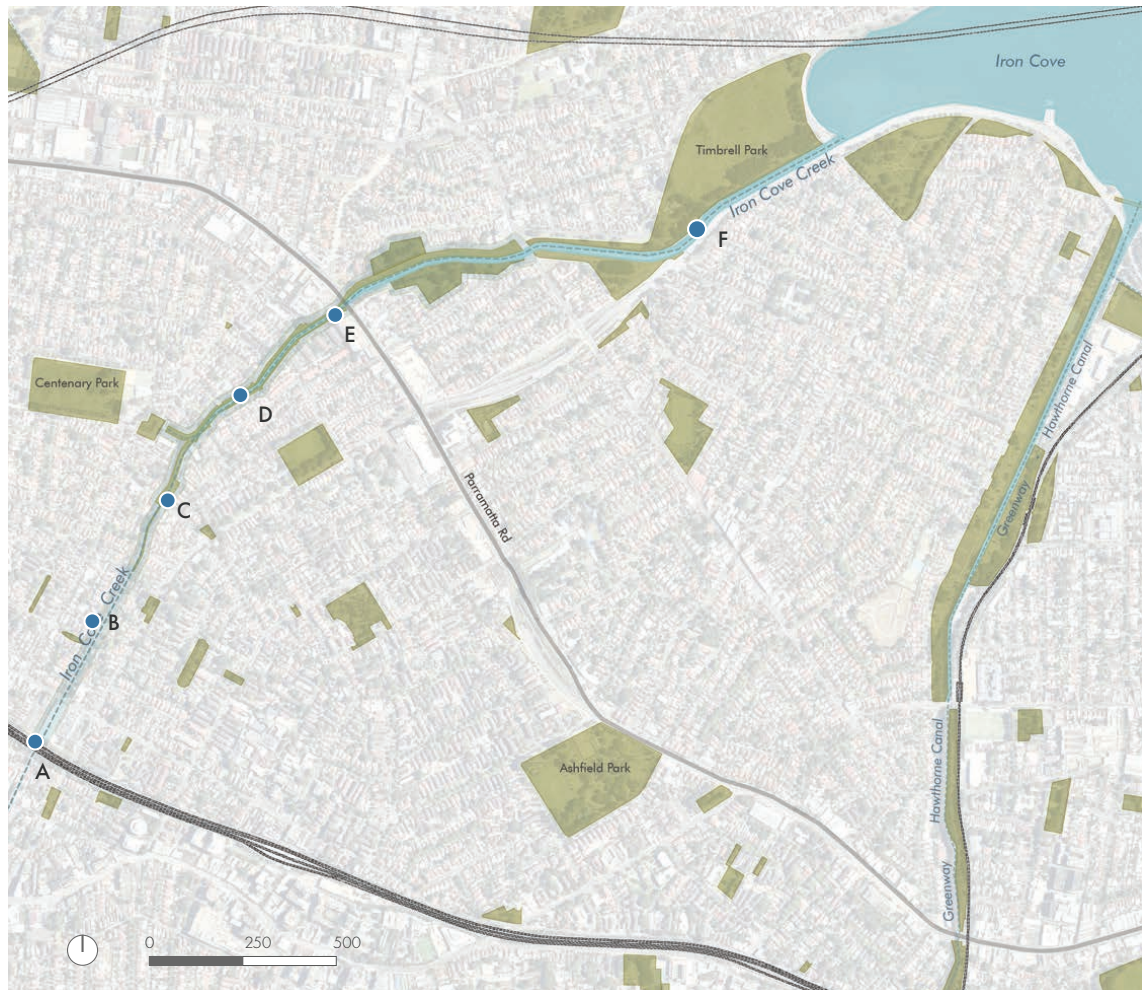 Iron Cove
Timbrell Park
Iron Cove Creek
F
E
Centenary Park
D
Hawthorne Canal
C
Parramatta Rd
Greenway
Iron Cove Creek
B
A
Ashfield Park
Hawthorne Canal
Greenway
0 250 500